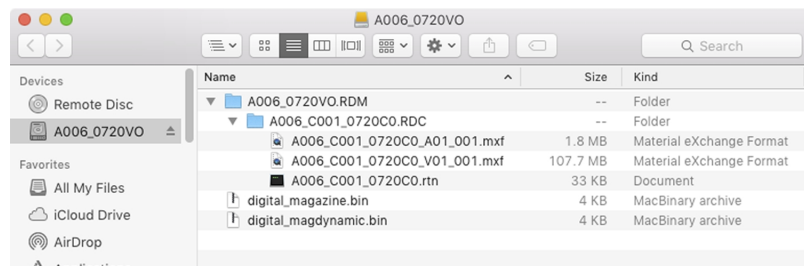 A006_0720VO
Search
Devices
Remote Disc
A006_0720VO
Favorites
All My Files
iCloud Drive
AirDrop
Name Size Kind
A006_0720VO.RDM -- Folder
A006_C001_0720C0.RDC -- Folder
A006_C001_0720C0_A01_001.mxf 1.8 MB Material eXchange Format
A006_C001_0720C0_V01_001.mxf 107.7 MB Material eXchange Format
A006_C001_0720C0.rtn 33 KB Document
digital_magazine.bin 4 KB MacBinary archive
digital_magdynamic.bin 4 KB MacBinary archive